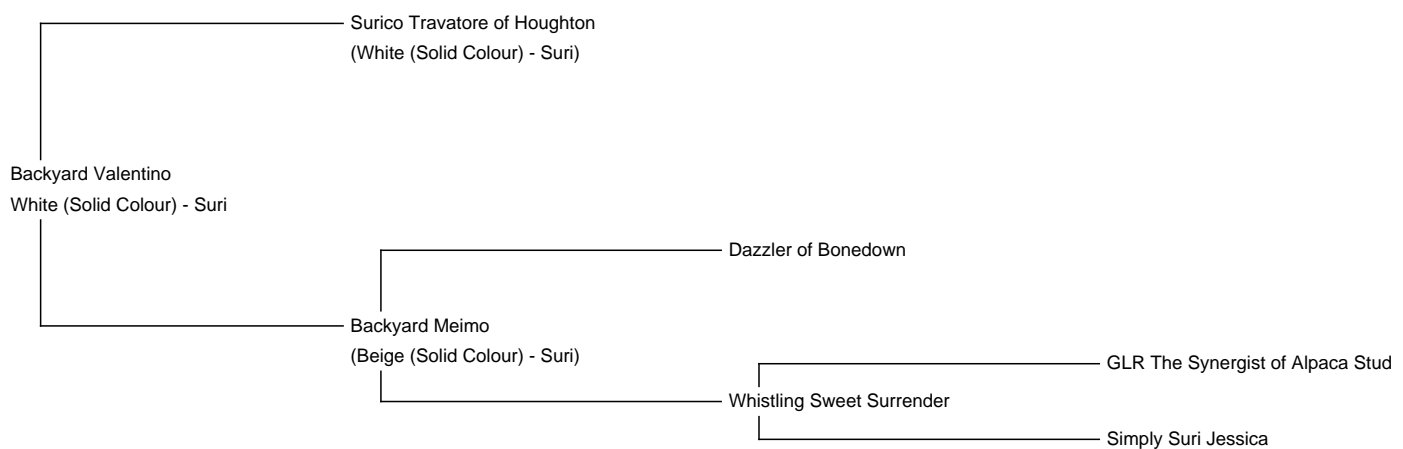 Surico Travatore of Houghton
(White (Solid Colour) - Suri)
Backyard Valentino
White (Solid Colour) - Suri
Dazzler of Bonedown
Backyard Meimo
(Beige (Solid Colour) - Suri)
GLR The Synergist of Alpaca Stud
Whistling Sweet Surrender
Simply Suri Jessica